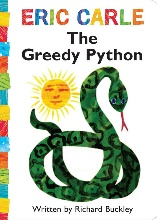 ERIC CARLE
The
Greedy Python
Written by Richard Buckley